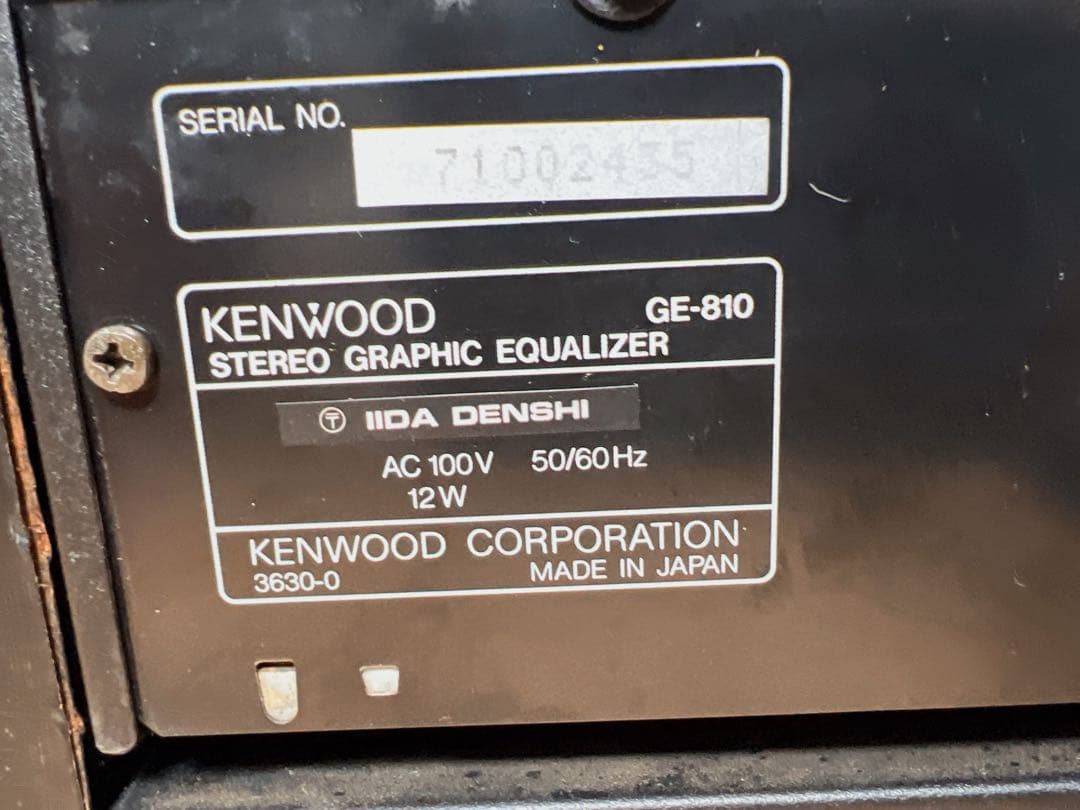 SERIAL NO.
71002435
KENWOOD GE-810
STEREO GRAPHIC EQUALIZER
〶 IIDA DENSHI
AC 100V 50/60Hz
12W
KENWOOD CORPORATION
3630-0 MADE IN JAPAN